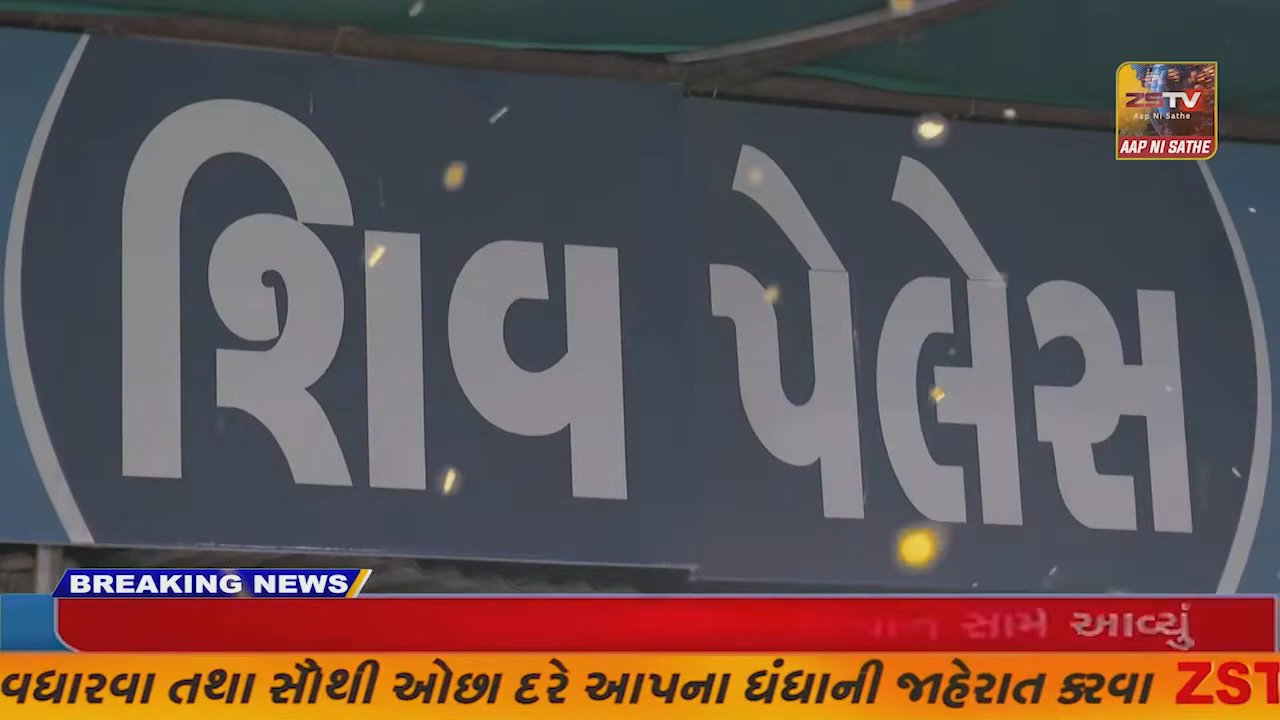 ZSTV
Aap Ni Sathe
AAP NI SATHE
શિવ પેલેસ
BREAKING NEWS
સામે આવ્યું
વધારવા તથા સૌથી ઓછા દરે આપના ધંધાની જાહેરાત કરવા ZST